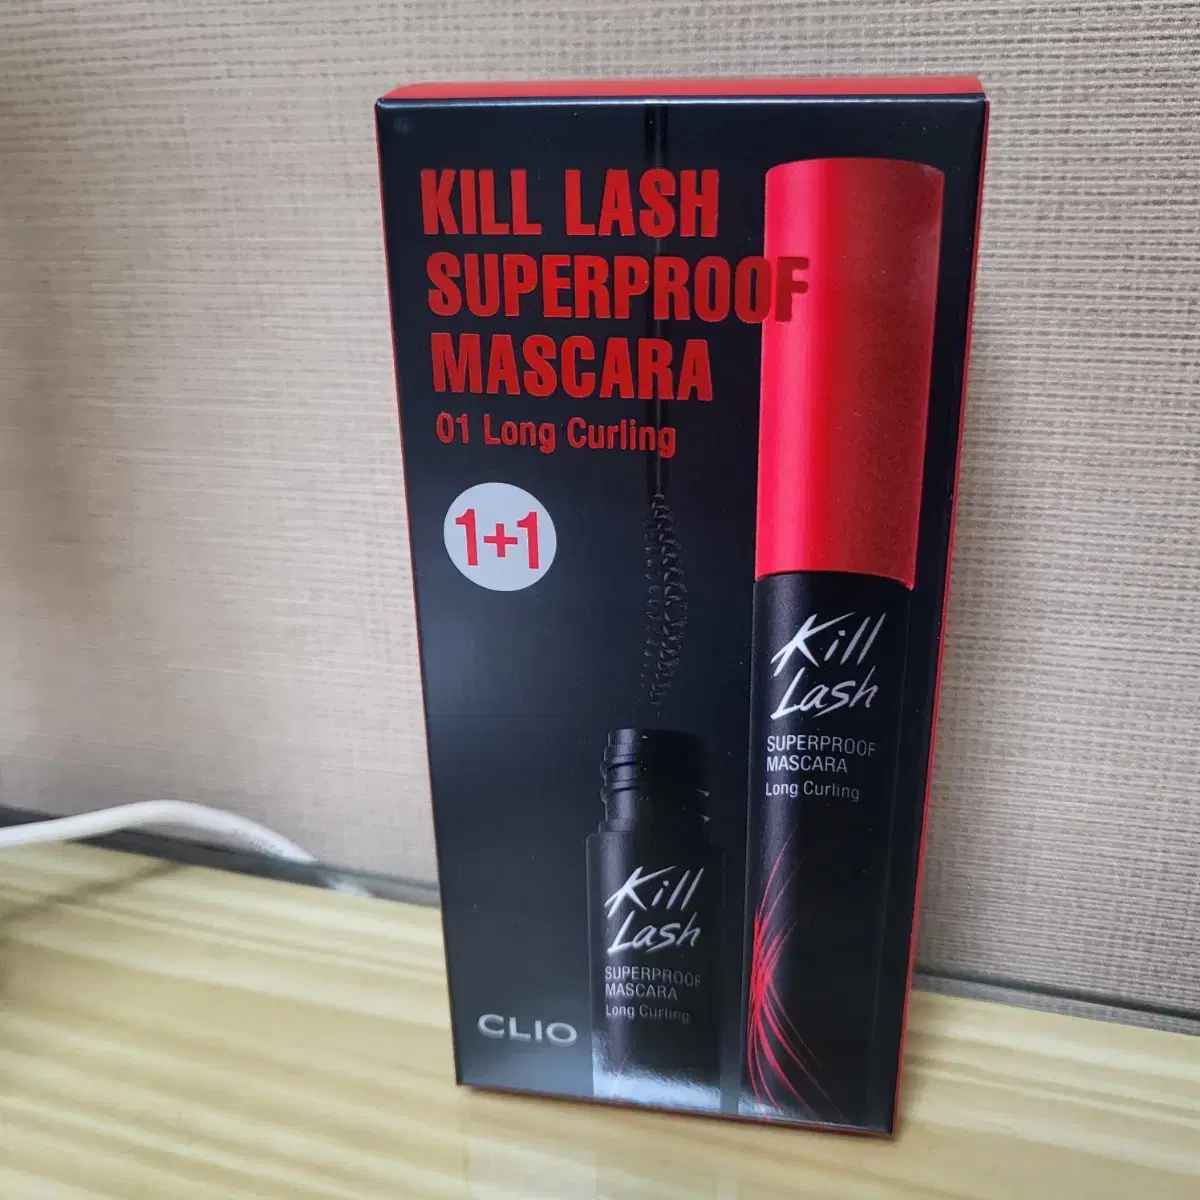 KILL LASH
SUPERPROOF
MASCARA
01 Long Curling
1+1
Kill
Lash
SUPERPROOF
MASCARA
Long Curling
Kill
Lash
SUPERPROOF
MASCARA
Long Curling
CLIO